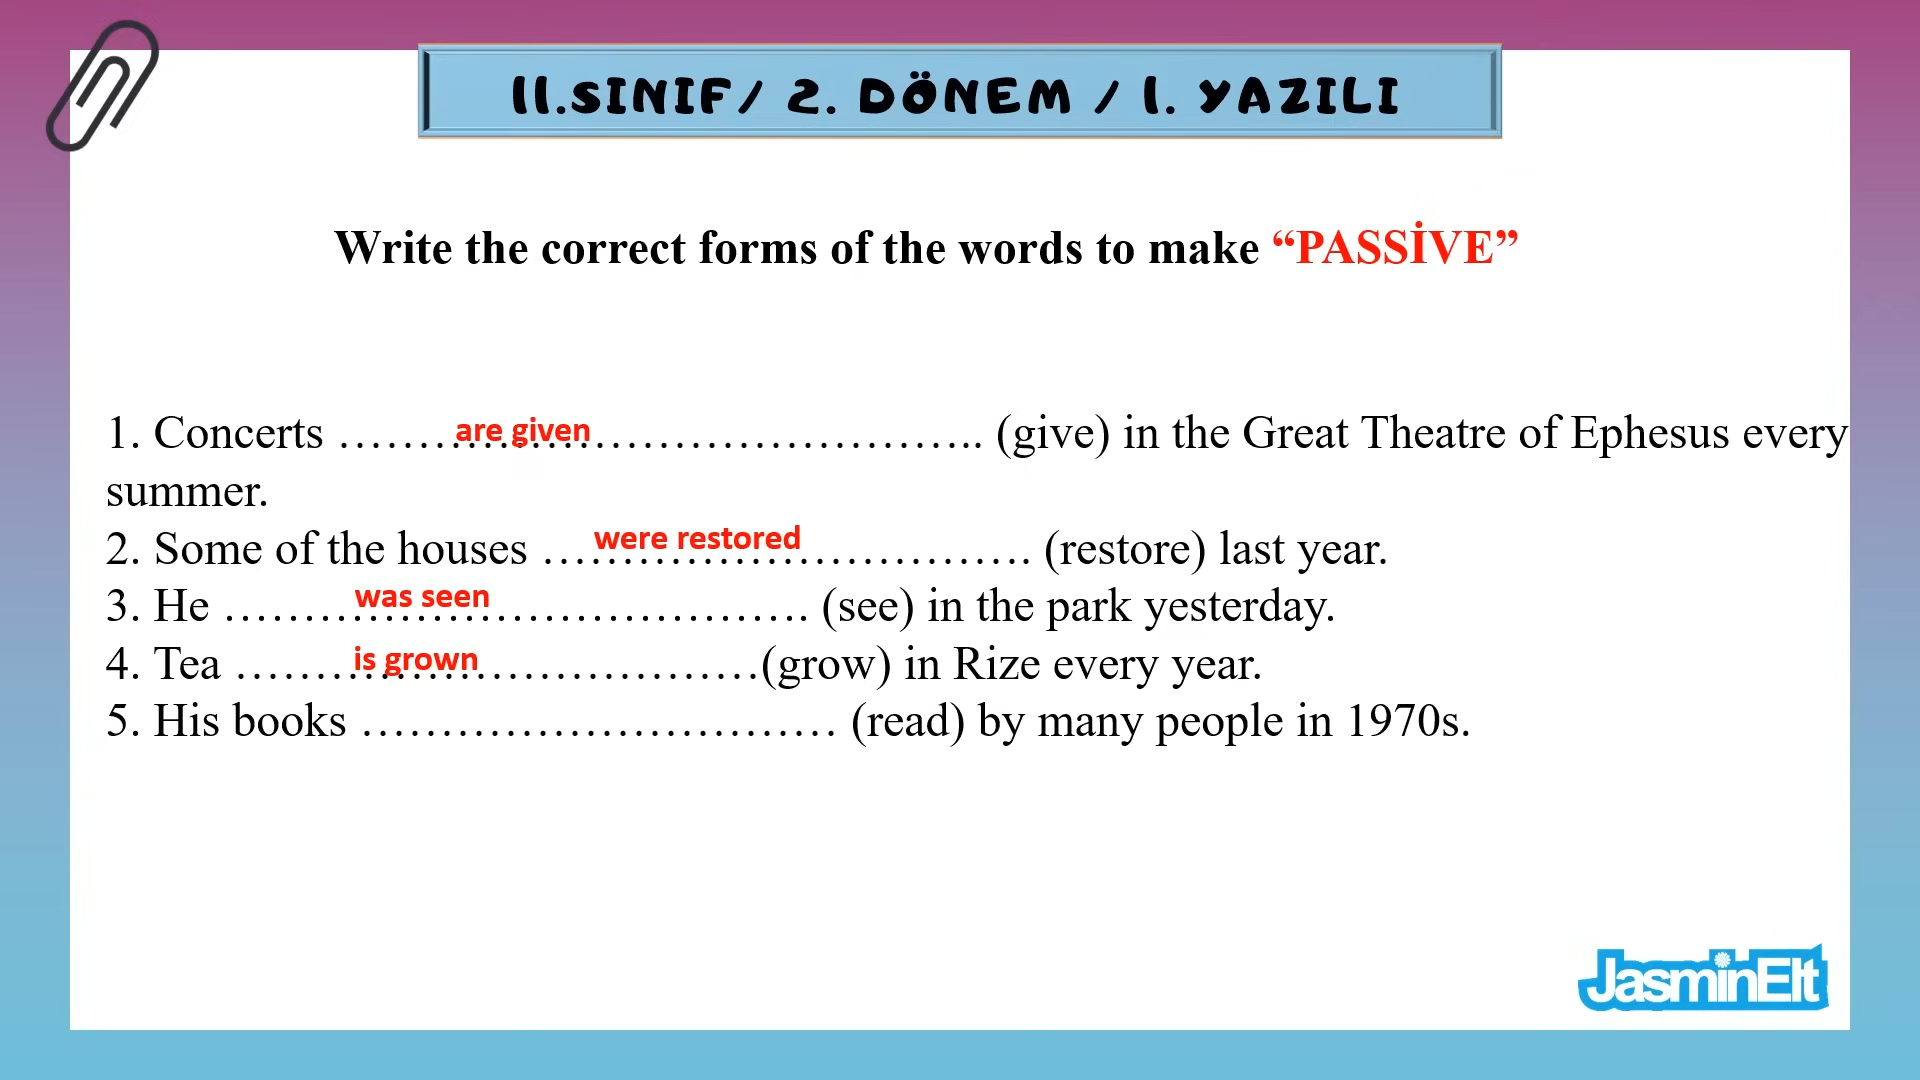 11.SINIF/ 2. DÖNEM / 1. YAZILI
Write the correct forms of the words to make “PASSİVE”
1. Concerts …….are given…………………….. (give) in the Great Theatre of Ephesus every
summer.
2. Some of the houses …were restored…………. (restore) last year.
3. He ……was seen………………. (see) in the park yesterday.
4. Tea ……is grown……………(grow) in Rize every year.
5. His books ………………………… (read) by many people in 1970s.
JasminElt